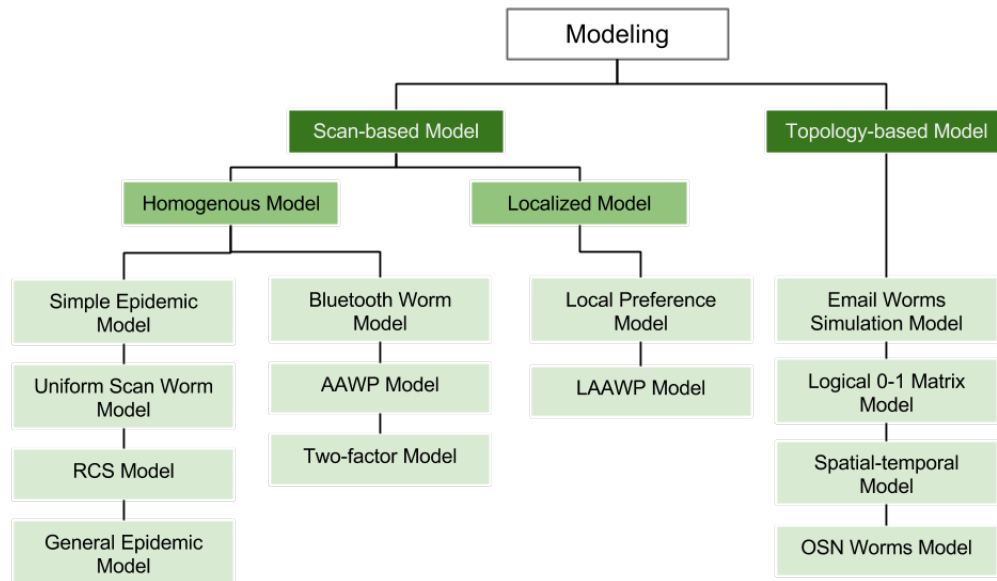 Modeling
Scan-based Model
Topology-based Model
Homogenous Model
Localized Model
Simple Epidemic
Model
Uniform Scan Worm
Model
RCS Model
General Epidemic
Model
Bluetooth Worm
Model
AAWP Model
Two-factor Model
Local Preference
Model
LAAWP Model
Email Worms
Simulation Model
Logical 0-1 Matrix
Model
Spatial-temporal
Model
OSN Worms Model